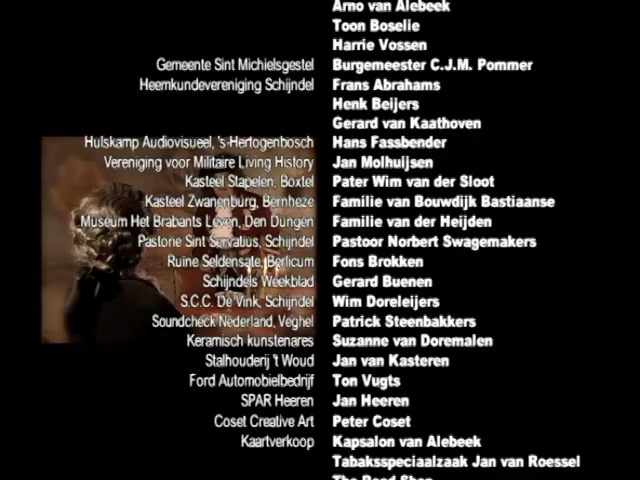 Arno van Alebeek
Toon Boselie
Harrie Vossen
Gemeente Sint Michielsgestel Burgemeester C.J.M. Pommer
Heemkundevereniging Schijndel Frans Abrahams
Henk Beijers
Gerard van Kaathoven
Hulskamp Audiovisueel, 's-Hertogenbosch Hans Fassbender
Vereniging voor Militaire Living History Jan Molhuijsen
Kasteel Stapelen, Boxtel Pater Wim van der Sloot
Kasteel Zwanenburg, Bernheze Familie van Bouwdijk Bastiaanse
Museum Het Brabants Leven, Den Dungen Familie van der Heijden
Pastorie Sint Servatius, Schijndel Pastoor Norbert Swagemakers
Ruïne Seldensate, Berlicum Fons Brokken
Schijndels Weekblad Gerard Buenen
S.C.C. De Vink, Schijndel Wim Doreleijers
Soundcheck Nederland, Veghel Patrick Steenbakkers
Keramisch kunstenares Suzanne van Doremalen
Stalhouderij 't Woud Jan van Kasteren
Ford Automobielbedrijf Ton Vugts
SPAR Heeren Jan Heeren
Coset Creative Art Peter Coset
Kaartverkoop Kapsalon van Alebeek
Tabaksspeciaalzaak Jan van Roessel
The Read Shop